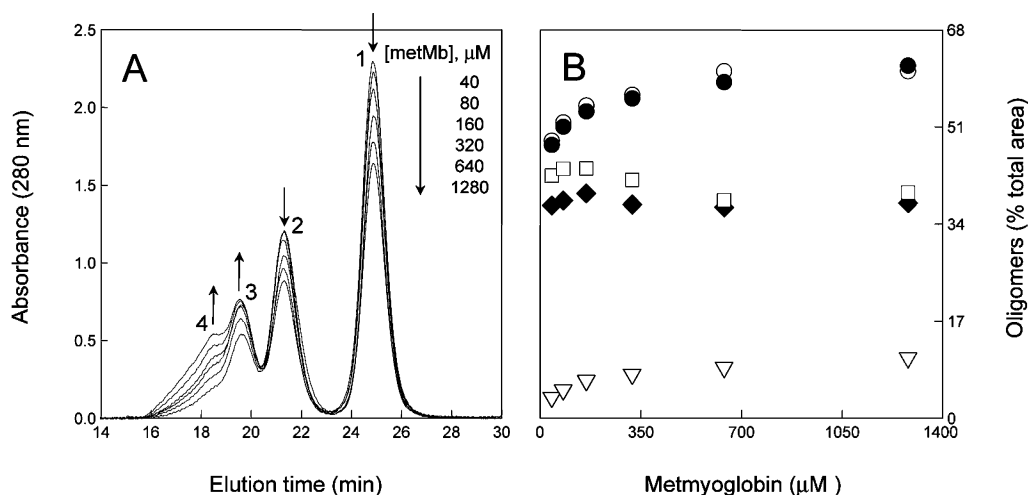 A
1
[metMb], μM
40
80
160
320
640
1280
2
3
4
2.5
2.0
1.5
1.0
0.5
0.0
14 16 18 20 22 24 26 28 30
Absorbance (280 nm)
Elution time (min)
B
68
51
34
17
0
0 350 700 1050 1400
Metmyoglobin (μM)
Oligomers (% total area)